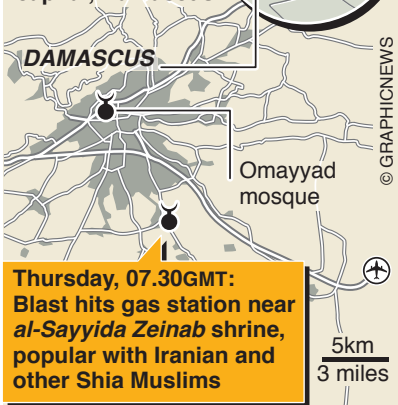 DAMASCUS
© GRAPHICNEWS
Omayyad
mosque
Thursday, 07.30GMT:
Blast hits gas station near
al-Sayyida Zeinab shrine,
popular with Iranian and
other Shia Muslims
5km
3 miles